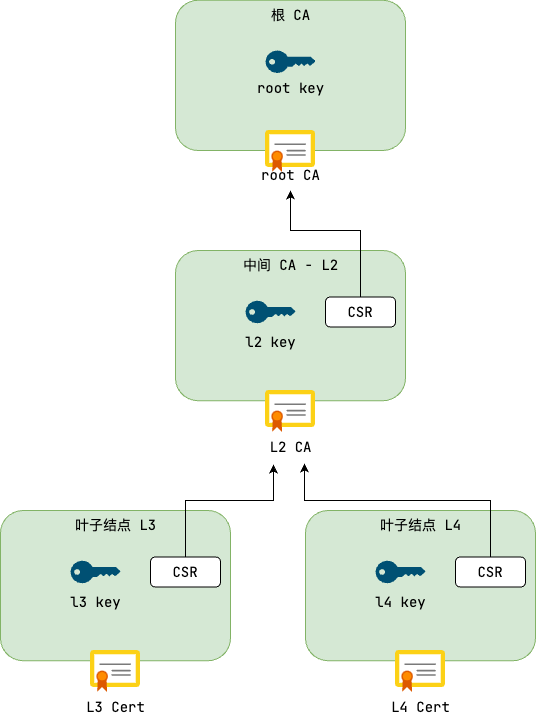 根 CA
root key
root CA
中间 CA - L2
CSR
l2 key
L2 CA
叶子结点 L3
CSR
l3 key
L3 Cert
叶子结点 L4
CSR
l4 key
L4 Cert